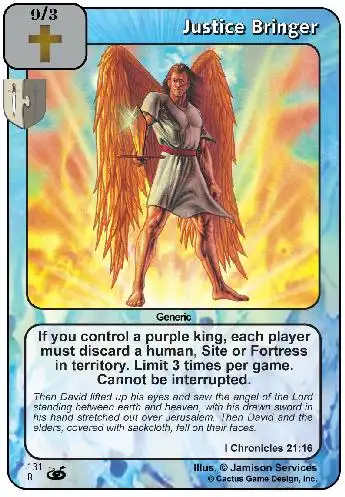 9/3
Justice Bringer
Generic
If you control a purple king, each player
must discard a human, Site or Fortress
in territory. Limit 3 times per game.
Cannot be interrupted.
Then David lifted up his eyes and saw the angel of the Lord
standing between earth and heaven, with his drawn sword in
his hand stretched out over Jerusalem. Then David and the
elders, covered with sackcloth, fell on their faces.
I Chronicles 21:16
131
R
Illus. © Jamison Services
© Cactus Game Design, Inc.